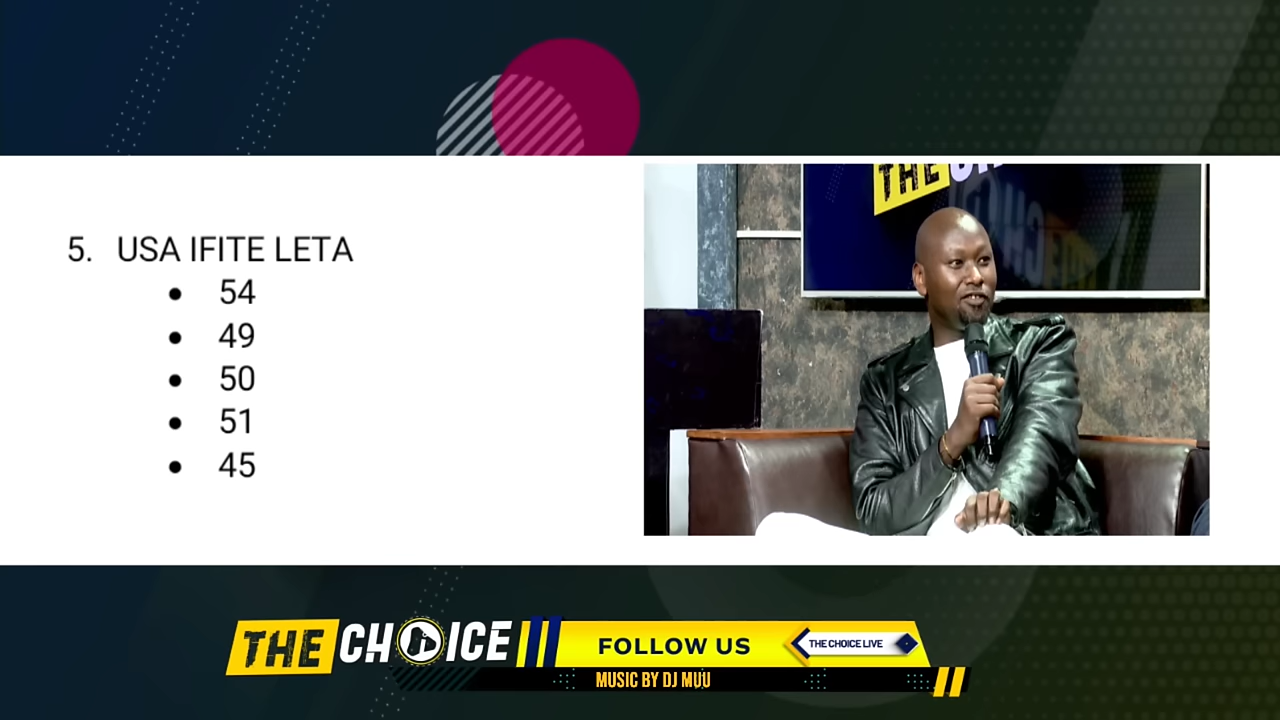 THE
5. USA IFITE LETA
• 54
• 49
• 50
• 51
• 45
THE CHOICE
FOLLOW US
THE CHOICE LIVE
MUSIC BY DJ MUU